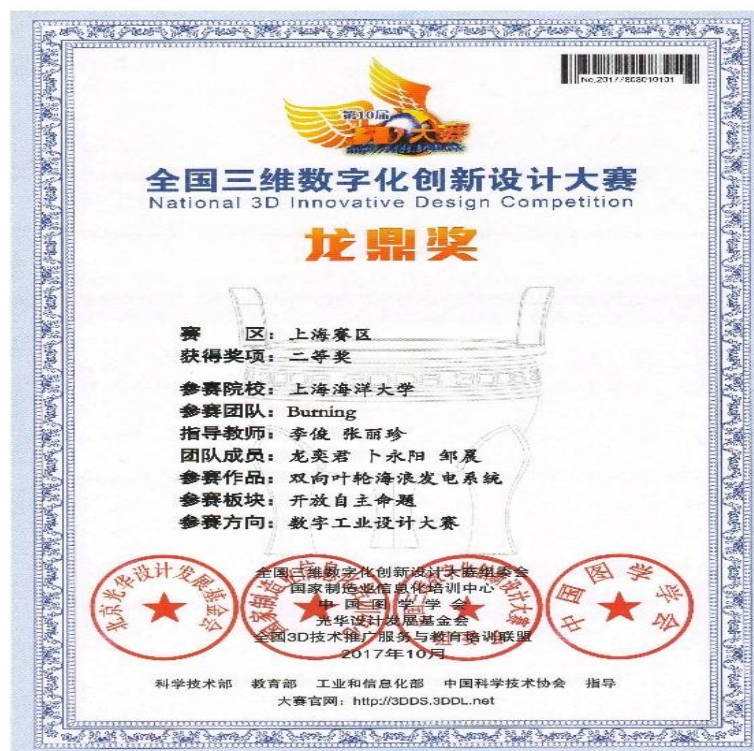 No.20177808010101
第10届
大赛
全国三维数字化创新设计大赛
National 3D Innovative Design Competition
龙鼎奖
赛 区：上海赛区
获得奖项：二等奖
参赛院校：上海海洋大学
参赛团队：Burning
指导教师：李俊 张丽珍
团队成员：龙奕君 卜永阳 邹展
参赛作品：双向叶轮海浪发电系统
参赛板块：开放自主命题
参赛方向：数字工业设计大赛
全国三维数字化创新设计大赛组委会
国家制造业信息化培训中心
中国图学学会
光华设计发展基金会
全国3D技术推广服务与教育培训联盟
2017年10月
北京光华设计发展基金会
中国图学学会
科学技术部 教育部 工业和信息化部 中国科学技术协会 指导
大赛官网：http://3DDS.3DDL.net